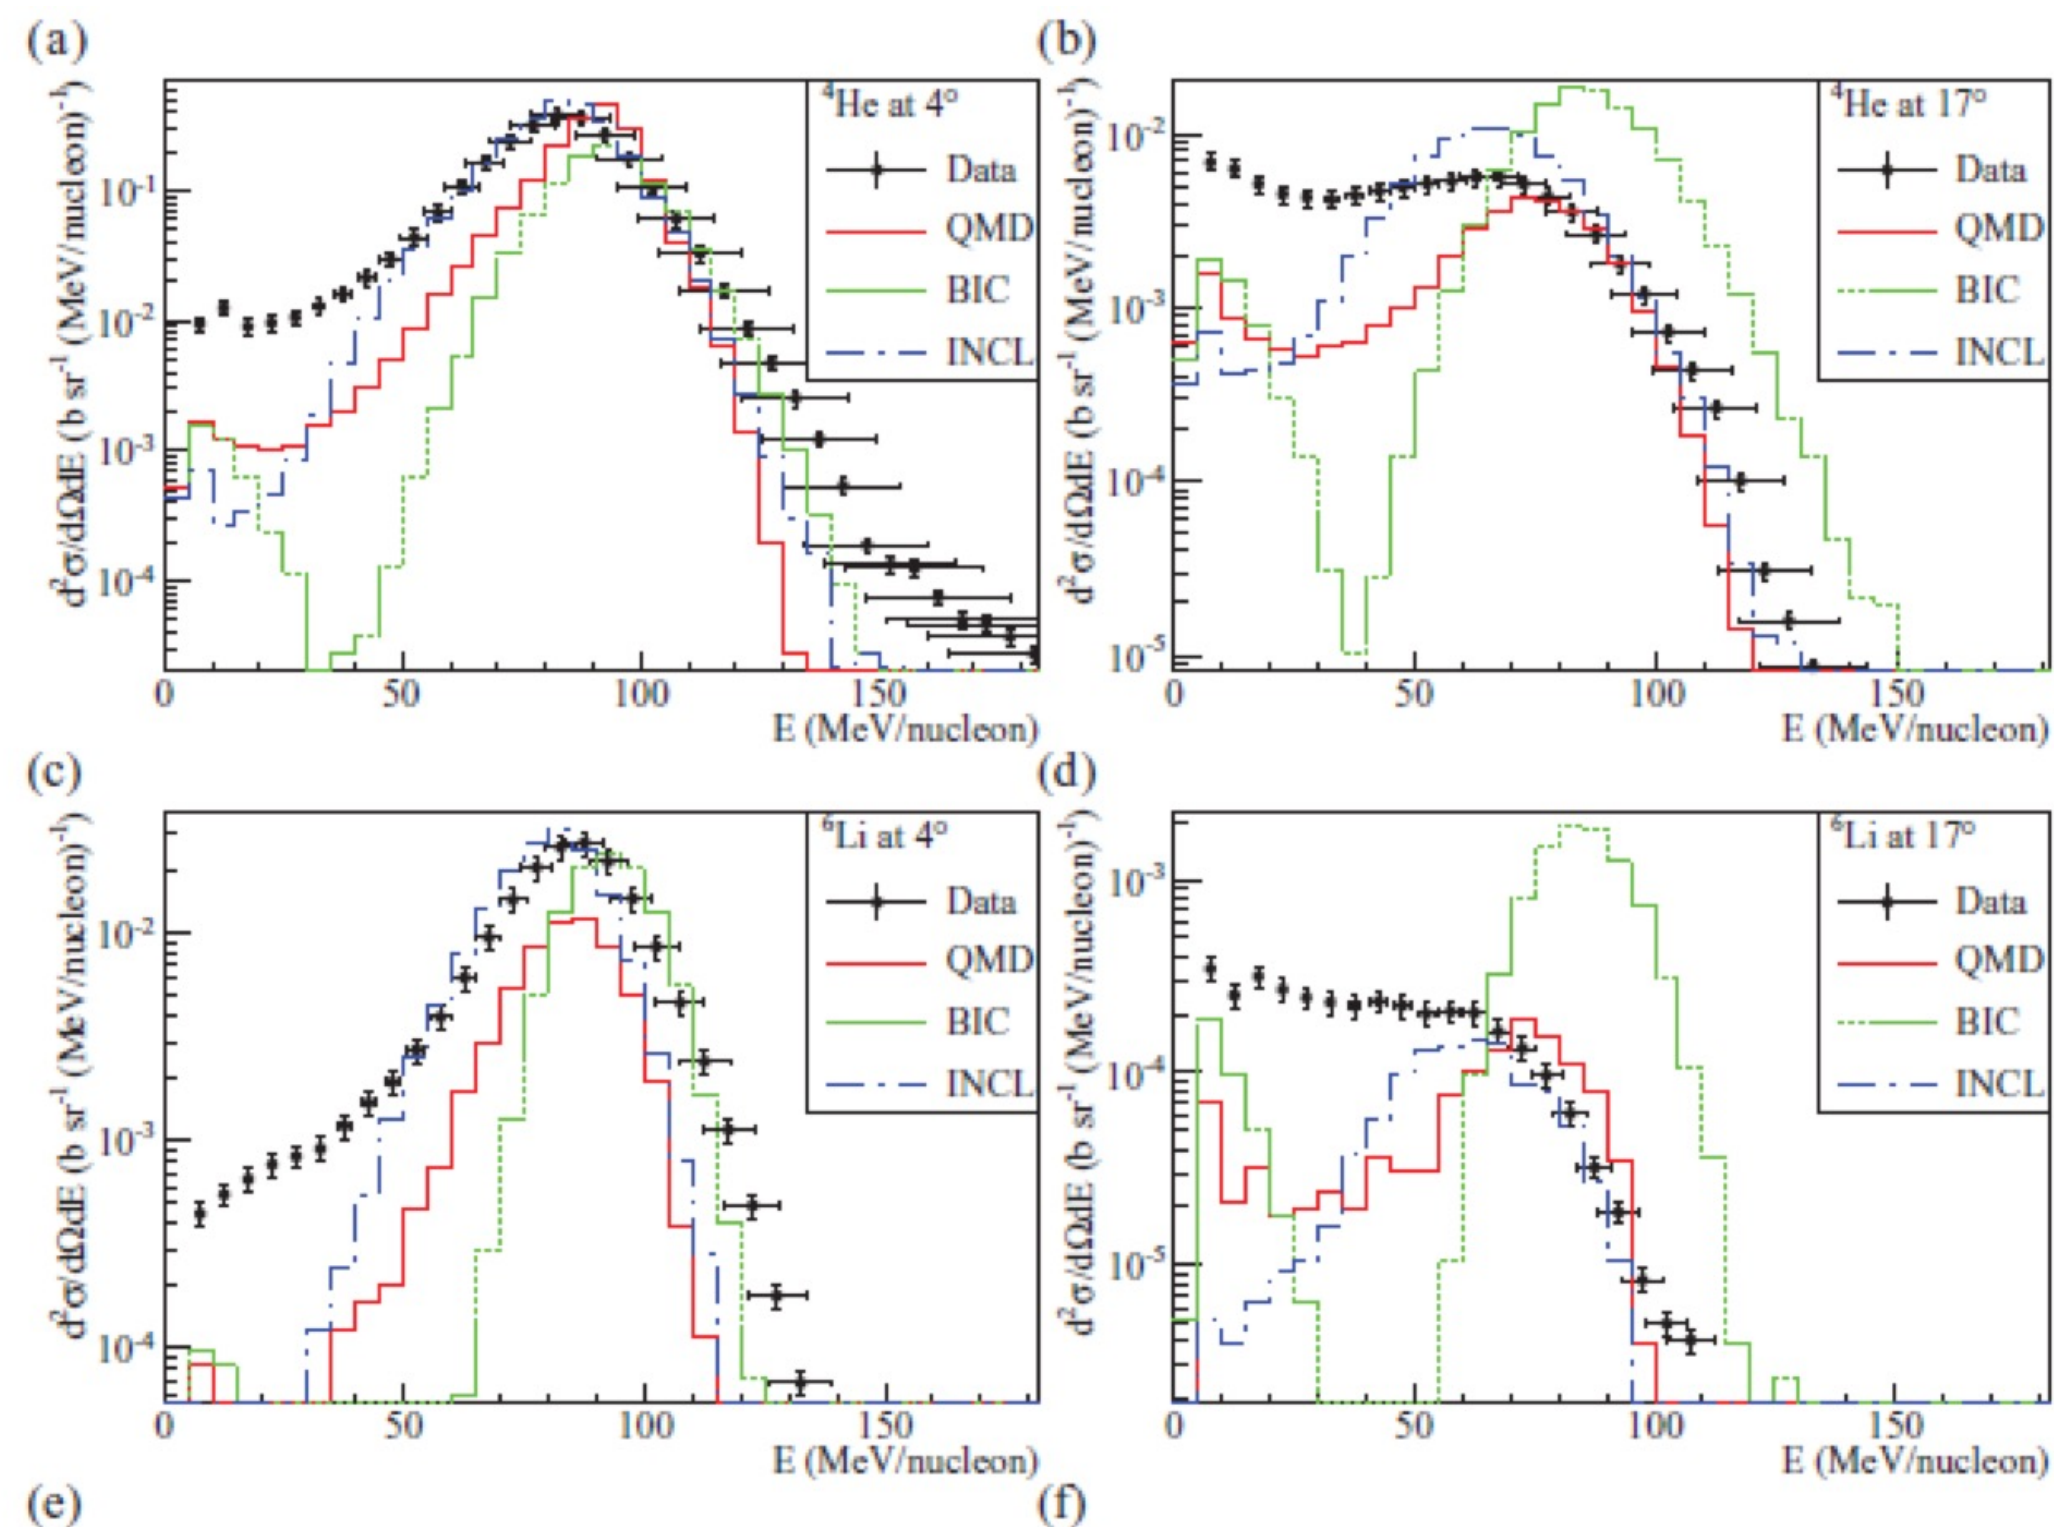 (a)
⁴He at 4°
Data
QMD
BIC
INCL
d²σ/dΩdE (b sr⁻¹ (MeV/nucleon)⁻¹)
10⁻¹
10⁻²
10⁻³
10⁻⁴
0 50 100 150
E (MeV/nucleon)
(b)
⁴He at 17°
Data
QMD
BIC
INCL
d²σ/dΩdE (b sr⁻¹ (MeV/nucleon)⁻¹)
10⁻²
10⁻³
10⁻⁴
10⁻⁵
0 50 100 150
E (MeV/nucleon)
(c)
⁶Li at 4°
Data
QMD
BIC
INCL
d²σ/dΩdE (b sr⁻¹ (MeV/nucleon)⁻¹)
10⁻²
10⁻³
10⁻⁴
0 50 100 150
E (MeV/nucleon)
(d)
⁶Li at 17°
Data
QMD
BIC
INCL
d²σ/dΩdE (b sr⁻¹ (MeV/nucleon)⁻¹)
10⁻³
10⁻⁴
10⁻⁵
0 50 100 150
E (MeV/nucleon)
(e)
(f)